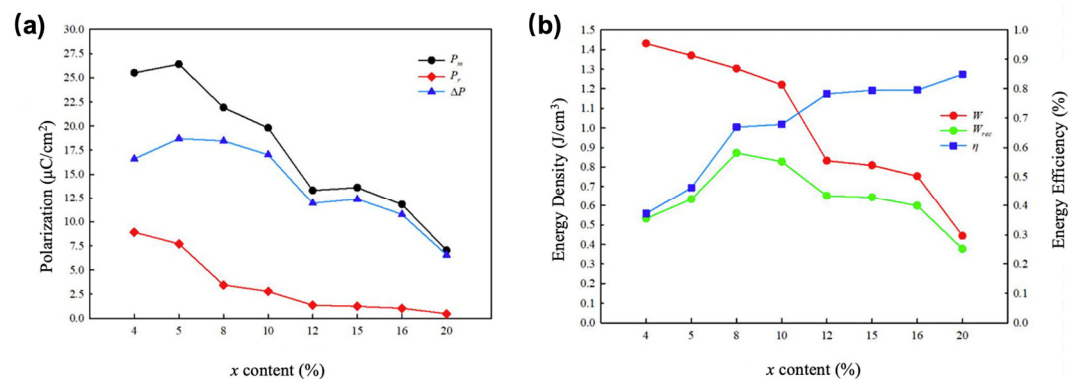 (a)
30.0
27.5
25.0
22.5
20.0
17.5
15.0
12.5
10.0
7.5
5.0
2.5
0.0
Polarization (μC/cm²)
Pm
Pr
ΔP
4 5 8 10 12 15 16 20
x content (%)
(b)
1.5
1.4
1.3
1.2
1.1
1.0
0.9
0.8
0.7
0.6
0.5
0.4
0.3
0.2
0.1
0.0
Energy Density (J/cm³)
W
Wrec
η
1.0
0.9
0.8
0.7
0.6
0.5
0.4
0.3
0.2
0.1
0.0
Energy Efficiency (%)
4 5 8 10 12 15 16 20
x content (%)